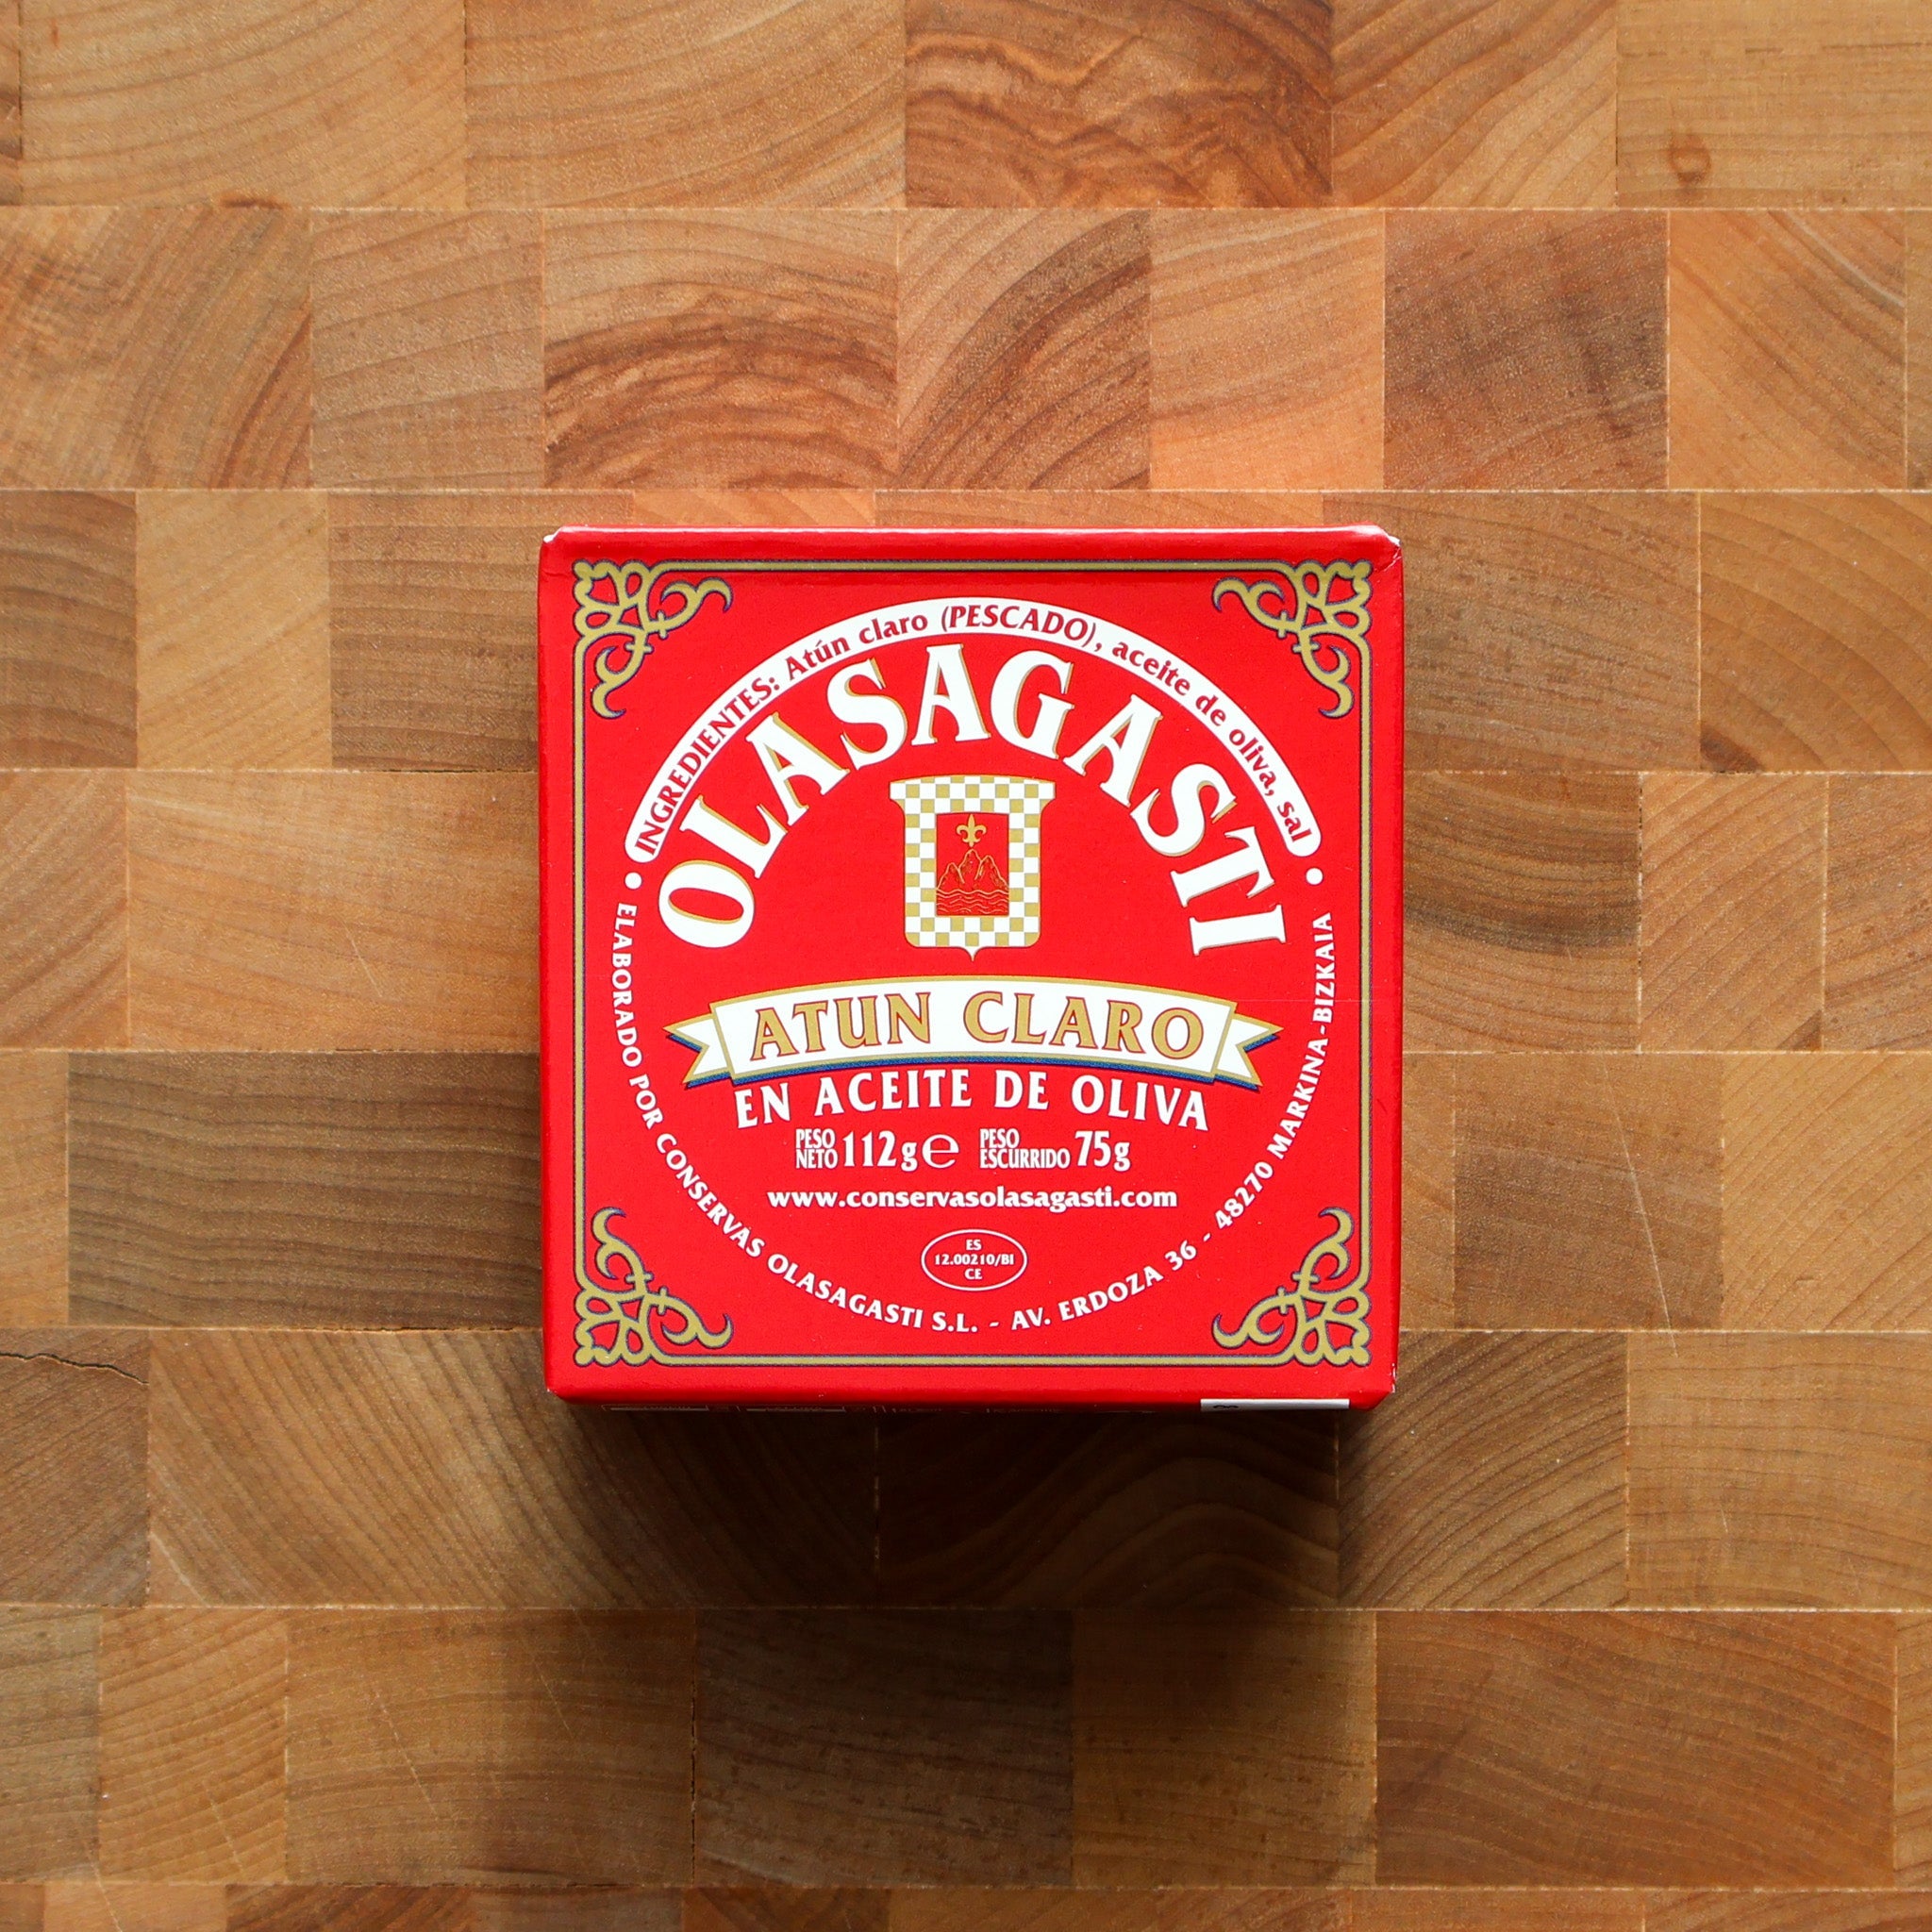 INGREDIENTES: Atún claro (PESCADO), aceite de oliva, sal
OLASAGASTI
ATUN CLARO
EN ACEITE DE OLIVA
PESO NETO 112g ℮ PESO ESCURRIDO 75g
www.conservasolasagasti.com
ES
12.00210/BI
CE
ELABORADO POR CONSERVAS OLASAGASTI S.L. - AV. ERDOZA 36 - 48270 MARKINA-BIZKAIA